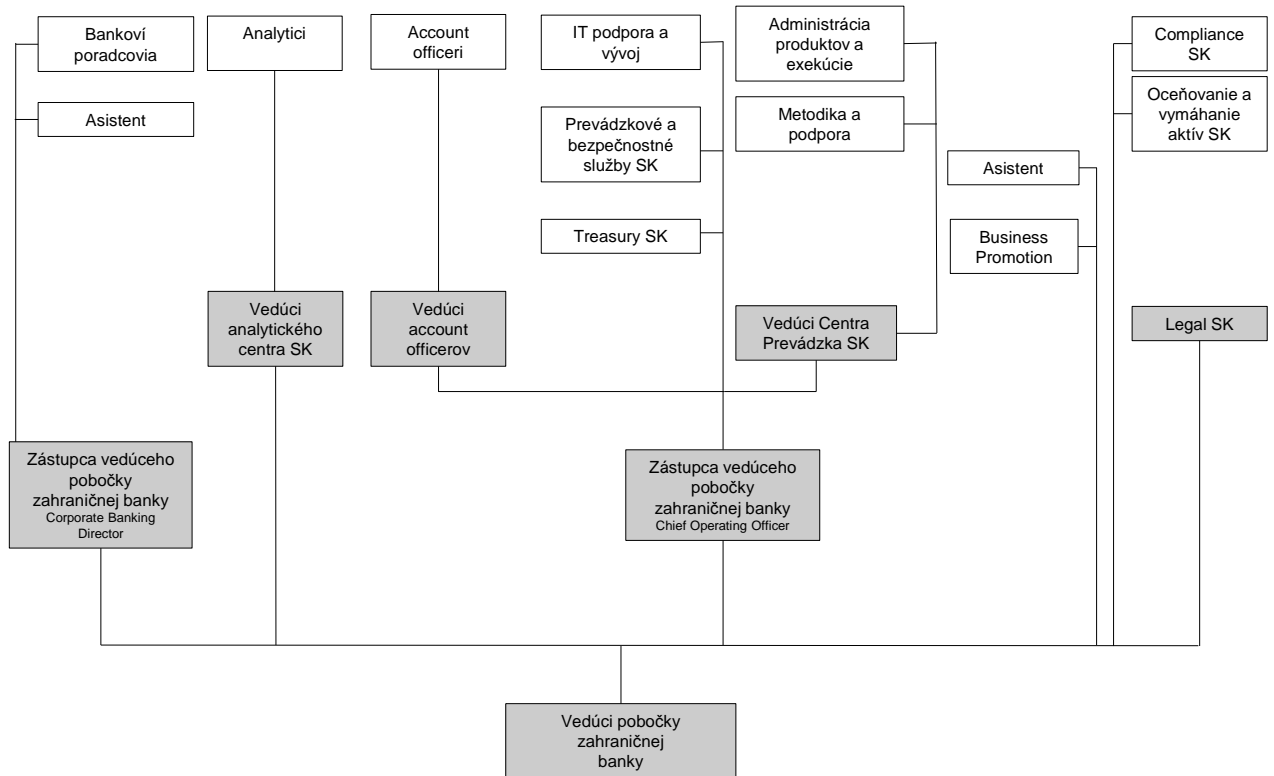 Bankoví
poradcovia
Analytici
Account
officeri
IT podpora a
vývoj
Administrácia
produktov a
exekúcie
Compliance
SK
Asistent
Prevádzkové a
bezpečnostné
služby SK
Metodika a
podpora
Oceňovanie a
vymáhanie
aktív SK
Asistent
Treasury SK
Business
Promotion
Vedúci
analytického
centra SK
Vedúci
account
officerov
Vedúci Centra
Prevádzka SK
Legal SK
Zástupca vedúceho
pobočky
zahraničnej banky
Corporate Banking
Director
Zástupca vedúceho
pobočky
zahraničnej banky
Chief Operating Officer
Vedúci pobočky
zahraničnej
banky